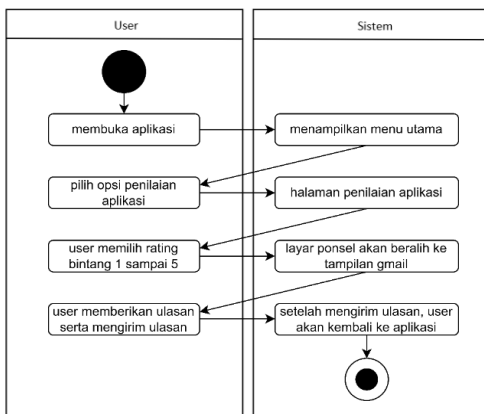 User
Sistem
membuka aplikasi
menampilkan menu utama
pilih opsi penilaian
aplikasi
halaman penilaian aplikasi
user memilih rating
bintang 1 sampai 5
layar ponsel akan beralih ke
tampilan gmail
user memberikan ulasan
serta mengirim ulasan
setelah mengirim ulasan, user
akan kembali ke aplikasi